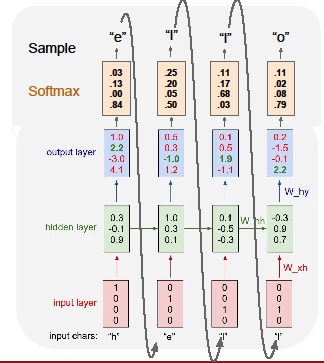 Sample "e" "l" "l" "o"
Softmax
.03 .25 .11 .11
.13 .20 .17 .02
.00 .05 .68 .08
.84 .50 .03 .79
output layer
1.0 0.5 0.1 0.2
2.2 0.3 0.5 -1.5
-3.0 -1.0 1.9 -0.1
4.1 1.2 -1.1 2.2
W_hy
hidden layer
0.3 1.0 0.1 W_hh -0.3
-0.1 0.3 -0.5 0.9
0.9 0.1 -0.3 0.7
W_xh
input layer
1 0 0 0
0 1 0 0
0 0 1 1
0 0 0 0
input chars: "h" "e" "l" "l"